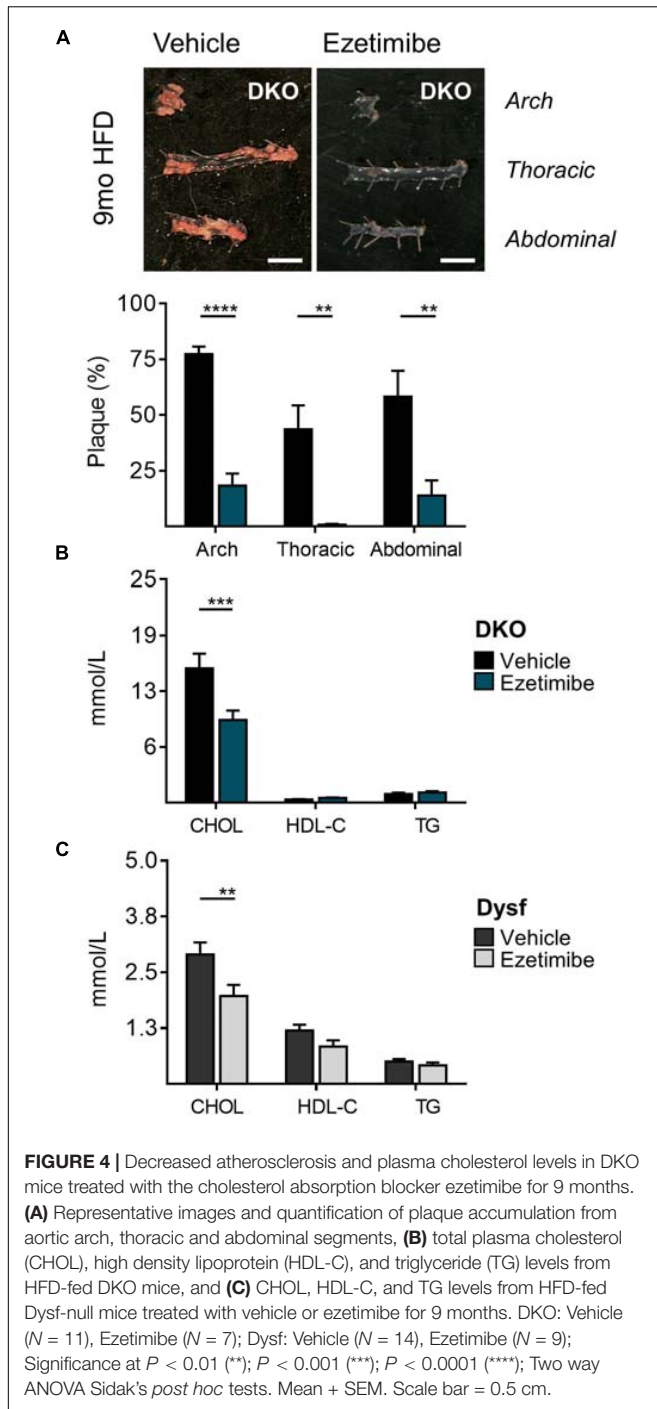 A
Vehicle
Ezetimibe
9mo HFD
DKO
DKO
Arch
Thoracic
Abdominal
Plaque (%)
100
75
50
25
****
**
**
Arch
Thoracic
Abdominal
B
mmol/L
25
19
13
6
***
CHOL
HDL-C
TG
DKO
Vehicle
Ezetimibe
C
mmol/L
5.0
3.8
2.5
1.3
**
CHOL
HDL-C
TG
Dysf
Vehicle
Ezetimibe
FIGURE 4 | Decreased atherosclerosis and plasma cholesterol levels in DKO
mice treated with the cholesterol absorption blocker ezetimibe for 9 months.
(A) Representative images and quantification of plaque accumulation from
aortic arch, thoracic and abdominal segments, (B) total plasma cholesterol
(CHOL), high density lipoprotein (HDL-C), and triglyceride (TG) levels from
HFD-fed DKO mice, and (C) CHOL, HDL-C, and TG levels from HFD-fed
Dysf-null mice treated with vehicle or ezetimibe for 9 months. DKO: Vehicle
(N = 11), Ezetimibe (N = 7); Dysf: Vehicle (N = 14), Ezetimibe (N = 9);
Significance at P < 0.01 (**); P < 0.001 (***); P < 0.0001 (****); Two way
ANOVA Sidak's post hoc tests. Mean + SEM. Scale bar = 0.5 cm.